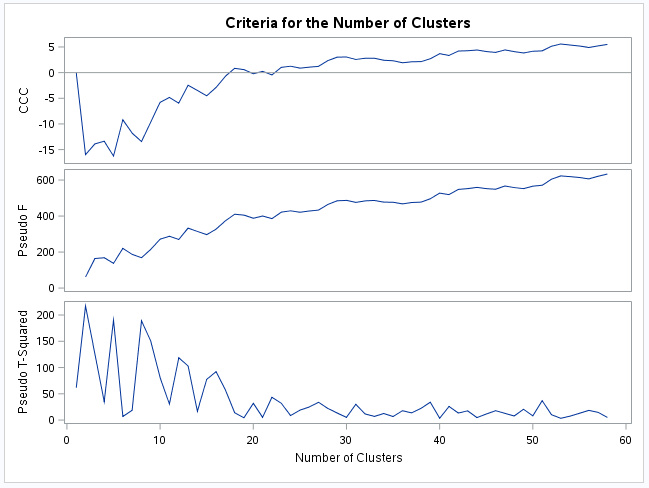 Criteria for the Number of Clusters
CCC
5
0
-5
-10
-15
Pseudo F
600
400
200
0
Pseudo T-Squared
200
150
100
50
0
0 10 20 30 40 50 60
Number of Clusters